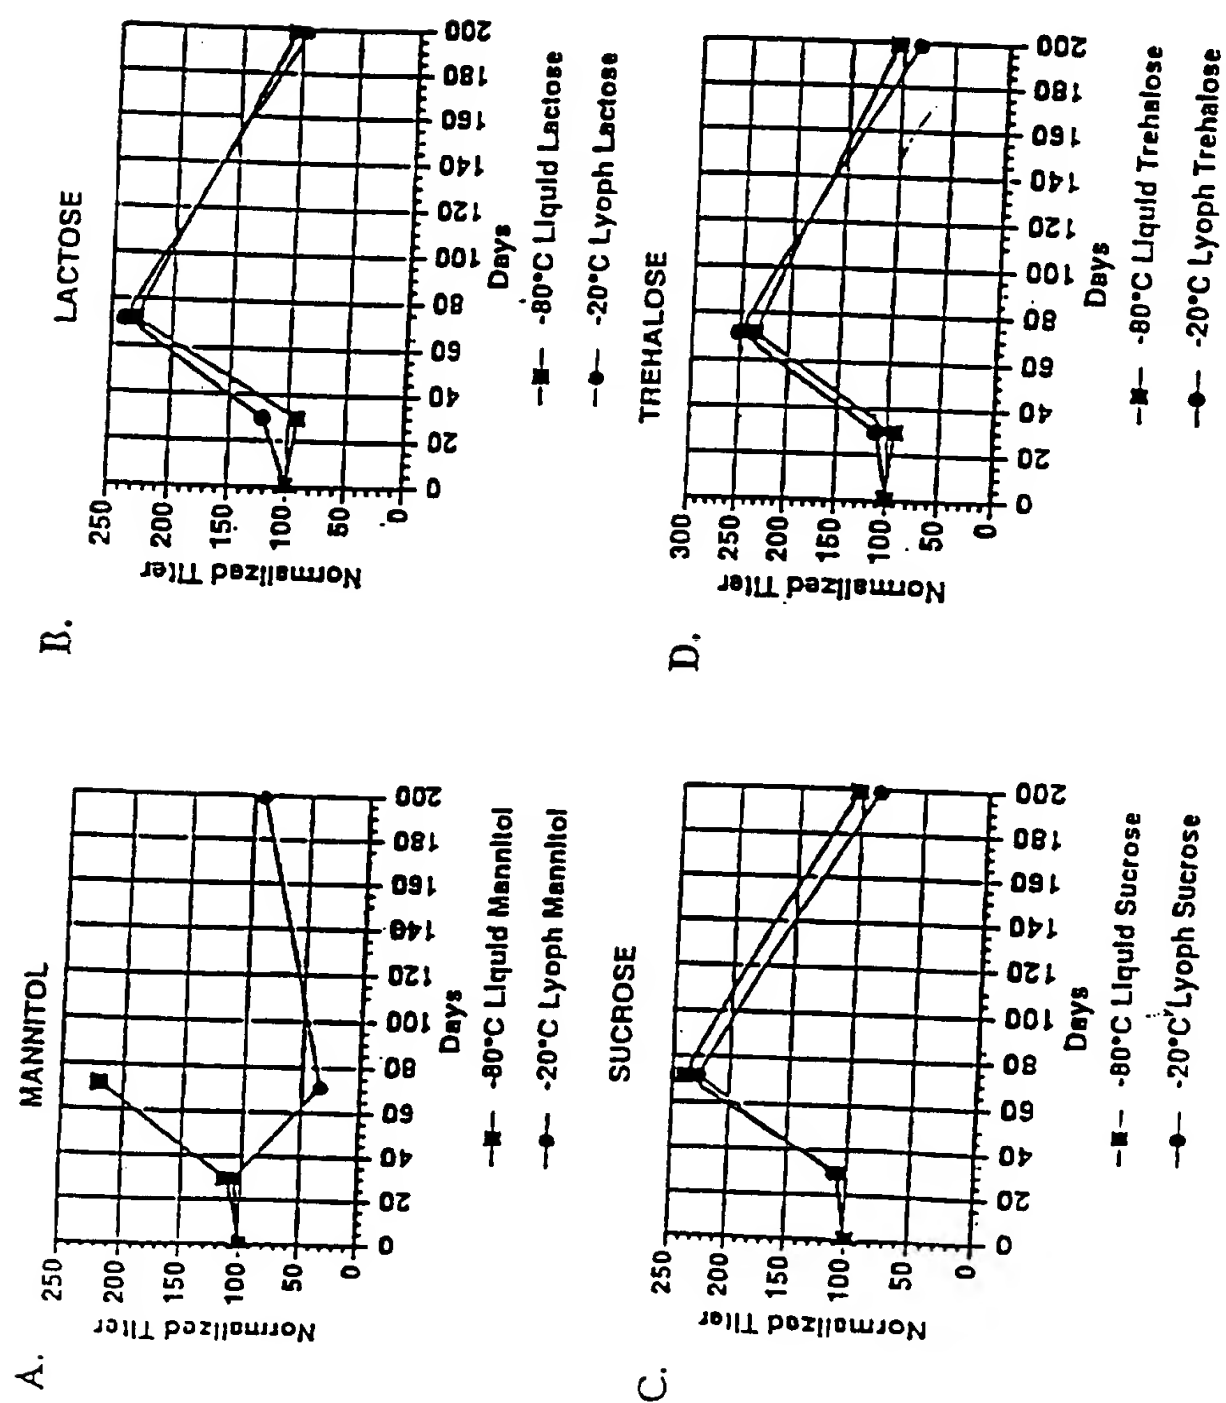 A.
MANNITOL
250
200
150
100
50
0
Normalized Titer
0
20
40
60
80
100
120
140
160
180
200
Days
-80°C Liquid Mannitol
-20°C Lyoph Mannitol
B.
LACTOSE
250
200
150
100
50
0
Normalized Titer
0
20
40
60
80
100
120
140
160
180
200
Days
-80°C Liquid Lactose
-20°C Lyoph Lactose
C.
SUCROSE
250
200
150
100
50
0
Normalized Titer
0
20
40
60
80
100
120
140
160
180
200
Days
-80°C Liquid Sucrose
-20°C Lyoph Sucrose
D.
TREHALOSE
300
250
200
150
100
50
0
Normalized Titer
0
20
40
60
80
100
120
140
160
180
200
Days
-80°C Liquid Trehalose
-20°C Lyoph Trehalose